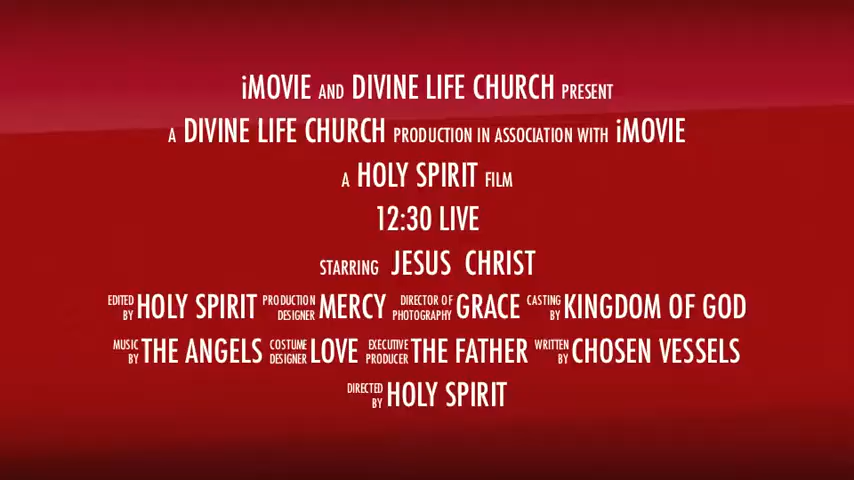 iMOVIE AND DIVINE LIFE CHURCH PRESENT
A DIVINE LIFE CHURCH PRODUCTION IN ASSOCIATION WITH iMOVIE
A HOLY SPIRIT FILM
12:30 LIVE
STARRING JESUS CHRIST
EDITED BY HOLY SPIRIT PRODUCTION DESIGNER MERCY DIRECTOR OF PHOTOGRAPHY GRACE CASTING BY KINGDOM OF GOD
MUSIC BY THE ANGELS COSTUME DESIGNER LOVE EXECUTIVE PRODUCER THE FATHER WRITTEN BY CHOSEN VESSELS
DIRECTED BY HOLY SPIRIT